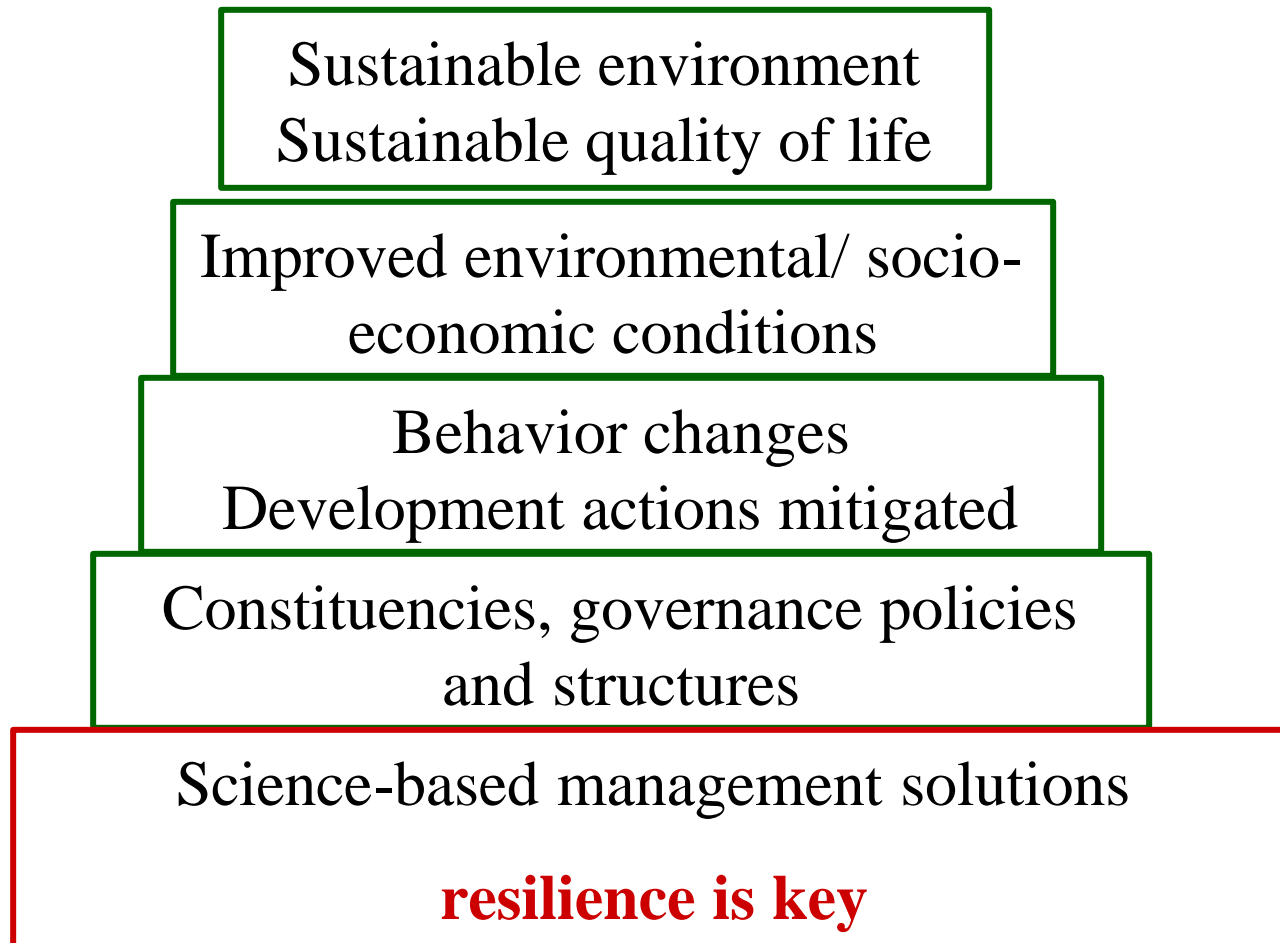 Sustainable environment
Sustainable quality of life
Improved environmental/ socio-
economic conditions
Behavior changes
Development actions mitigated
Constituencies, governance policies
and structures
Science-based management solutions
resilience is key